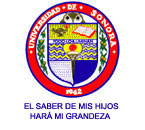 UNIVERSIDAD DE SONORA
1942
EL SABER DE MIS HIJOS
HARÁ MI GRANDEZA